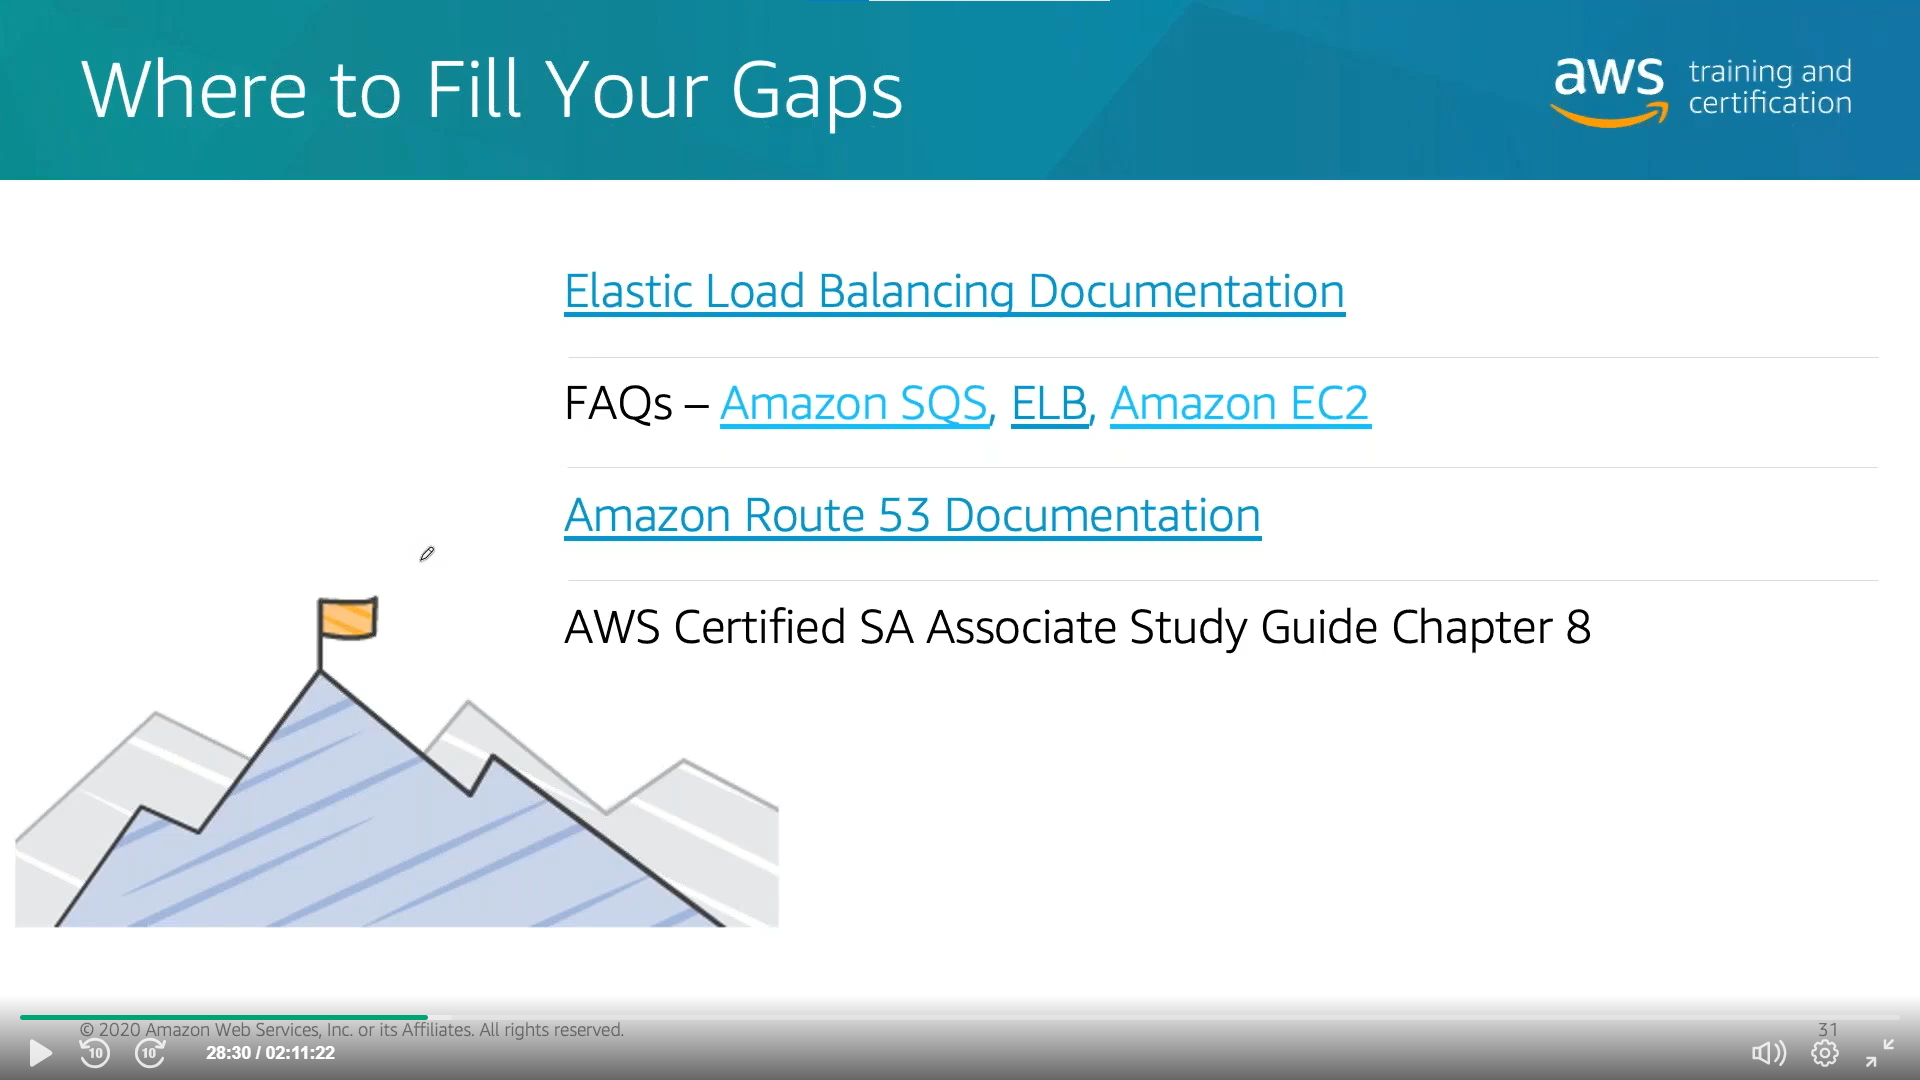 Where to Fill Your Gaps
aws training and certification
Elastic Load Balancing Documentation
FAQs – Amazon SQS, ELB, Amazon EC2
Amazon Route 53 Documentation
AWS Certified SA Associate Study Guide Chapter 8
© 2020 Amazon Web Services, Inc. or its Affiliates. All rights reserved.
31
10
10
28:30 / 02:11:22